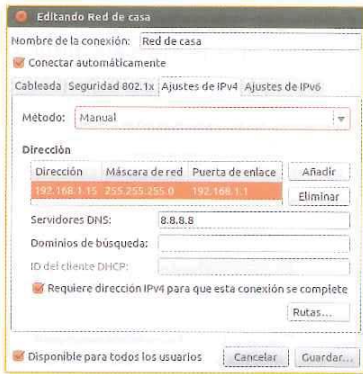 Editando Red de casa
Nombre de la conexión: Red de casa
Conectar automáticamente
Cableada Seguridad 802.1x Ajustes de IPv4 Ajustes de IPv6
Método: Manual
Dirección
Dirección Máscara de red Puerta de enlace Añadir
192.168.1.15 255.255.255.0 192.168.1.1 Eliminar
Servidores DNS: 8.8.8.8
Dominios de búsqueda:
ID del cliente DHCP:
Requiere dirección IPv4 para que esta conexión se complete
Rutas...
Disponible para todos los usuarios Cancelar Guardar...